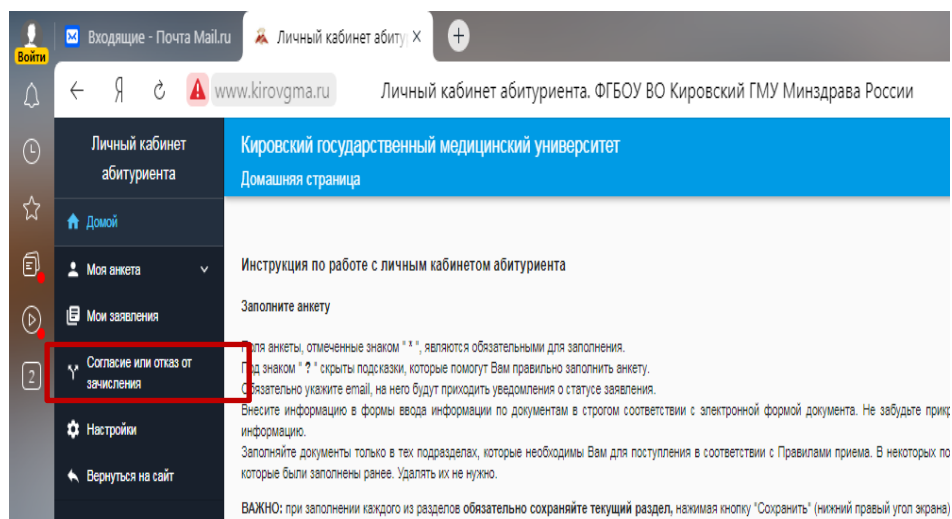 Входящие - Почта Mail.ru
Личный кабинет абиту
Войти
www.kirovgma.ru
Личный кабинет абитуриента. ФГБОУ ВО Кировский ГМУ Минздрава России
Личный кабинет
абитуриента
Домой
Моя анкета
Мои заявления
Согласие или отказ от
зачисления
Настройки
Вернуться на сайт
2
Кировский государственный медицинский университет
Домашняя страница
Инструкция по работе с личным кабинетом абитуриента
Заполните анкету
Поля анкеты, отмеченные знаком " * ", являются обязательными для заполнения.
Под знаком " ? " скрыты подсказки, которые помогут Вам правильно заполнить анкету.
Обязательно укажите email, на него будут приходить уведомления о статусе заявления.
Внесите информацию в формы ввода информации по документам в строгом соответствии с электронной формой документа. Не забудьте прикр
информацию.
Заполняйте документы только в тех подразделах, которые необходимы Вам для поступления в соответствии с Правилами приема. В некоторых по
которые были заполнены ранее. Удалять их не нужно.
ВАЖНО: при заполнении каждого из разделов обязательно сохраняйте текущий раздел, нажимая кнопку "Сохранить" (нижний правый угол экрана)